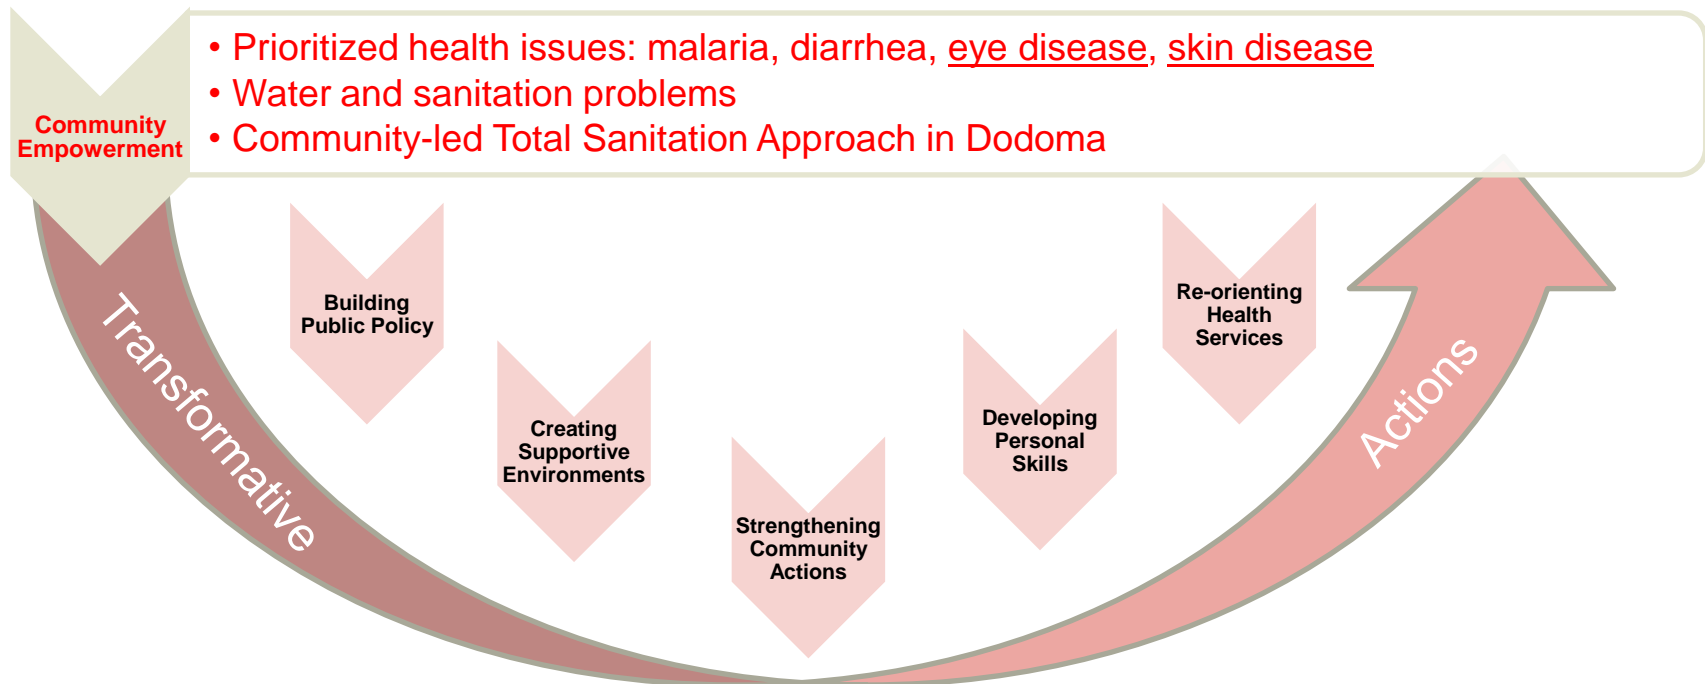 • Prioritized health issues: malaria, diarrhea, eye disease, skin disease
• Water and sanitation problems
• Community-led Total Sanitation Approach in Dodoma
Community
Empowerment
Transformative
Building
Public Policy
Creating
Supportive
Environments
Strengthening
Community
Actions
Developing
Personal
Skills
Re-orienting
Health
Services
Actions